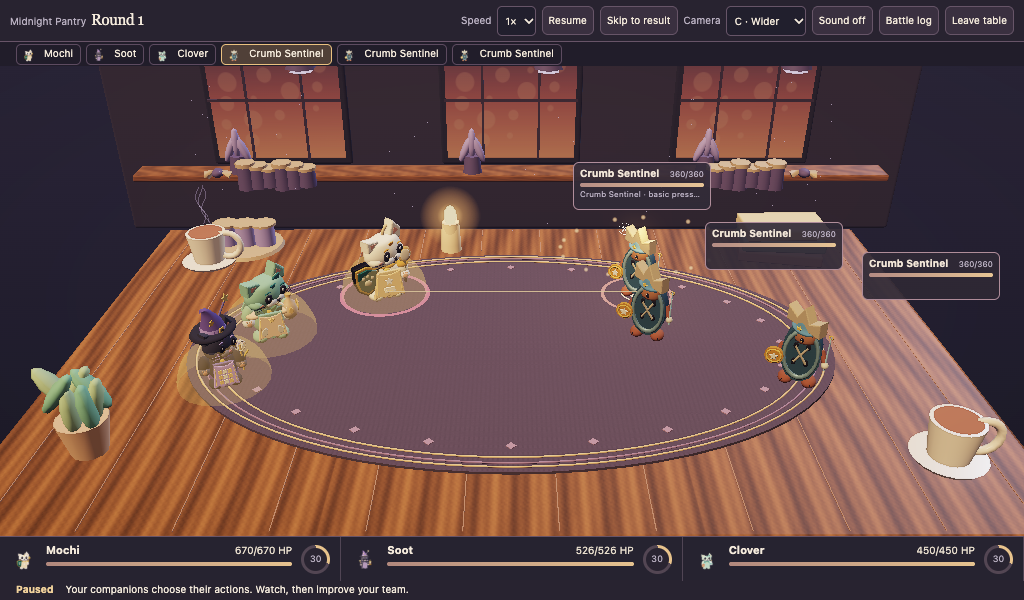 Midnight Pantry Round 1
Speed 1x Resume Skip to result Camera C · Wider Sound off Battle log Leave table
Mochi Soot Clover Crumb Sentinel Crumb Sentinel Crumb Sentinel
Crumb Sentinel 360/360
Crumb Sentinel · basic press...
Crumb Sentinel 360/360
Crumb Sentinel 360/360
Mochi 670/670 HP 30
Soot 526/526 HP 30
Clover 450/450 HP 30
Paused Your companions choose their actions. Watch, then improve your team.